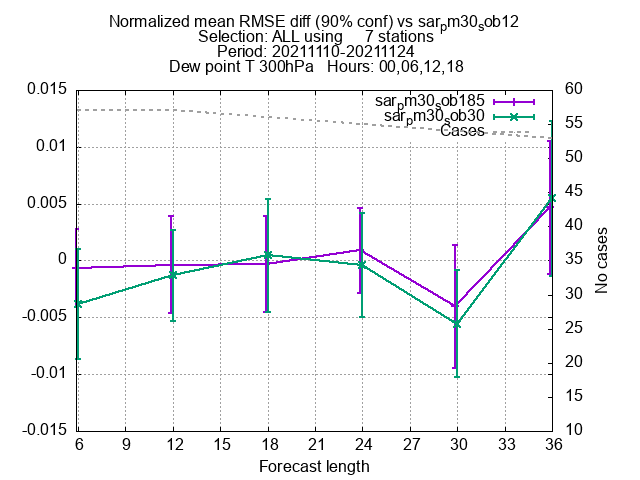 Normalized mean RMSE diff (90% conf) vs sarpm30sob12
Selection: ALL using 7 stations
Period: 20211110-20211124
Dew point T 300hPa Hours: 00,06,12,18
sarpm30sob185
sarpm30sob30
Cases
0.015
0.01
0.005
0
-0.005
-0.01
-0.015
60
55
50
45
40
35
30
25
20
15
10
No cases
6 9 12 15 18 21 24 27 30 33 36
Forecast length